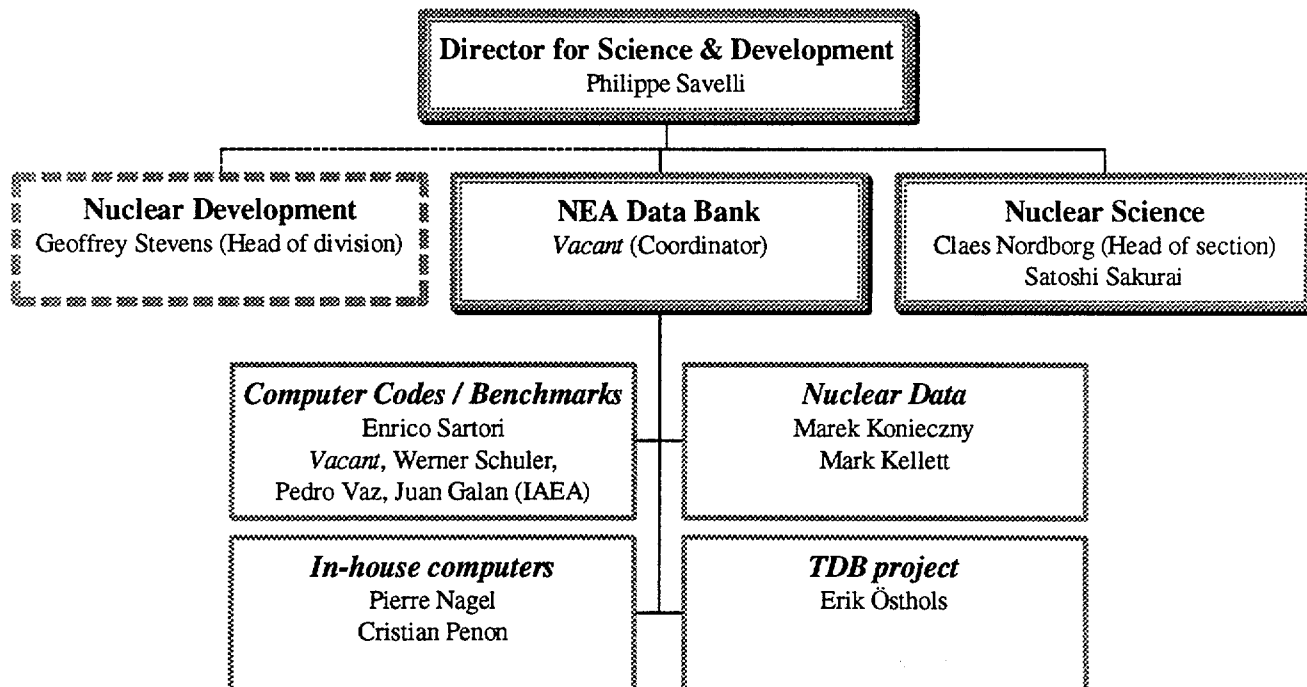 Director for Science & Development
Philippe Savelli
Nuclear Development
Geoffrey Stevens (Head of division)
NEA Data Bank
Vacant (Coordinator)
Nuclear Science
Claes Nordborg (Head of section)
Satoshi Sakurai
Computer Codes / Benchmarks
Enrico Sartori
Vacant, Werner Schuler,
Pedro Vaz, Juan Galan (IAEA)
Nuclear Data
Marek Konieczny
Mark Kellett
In-house computers
Pierre Nagel
Cristian Penon
TDB project
Erik Östhols